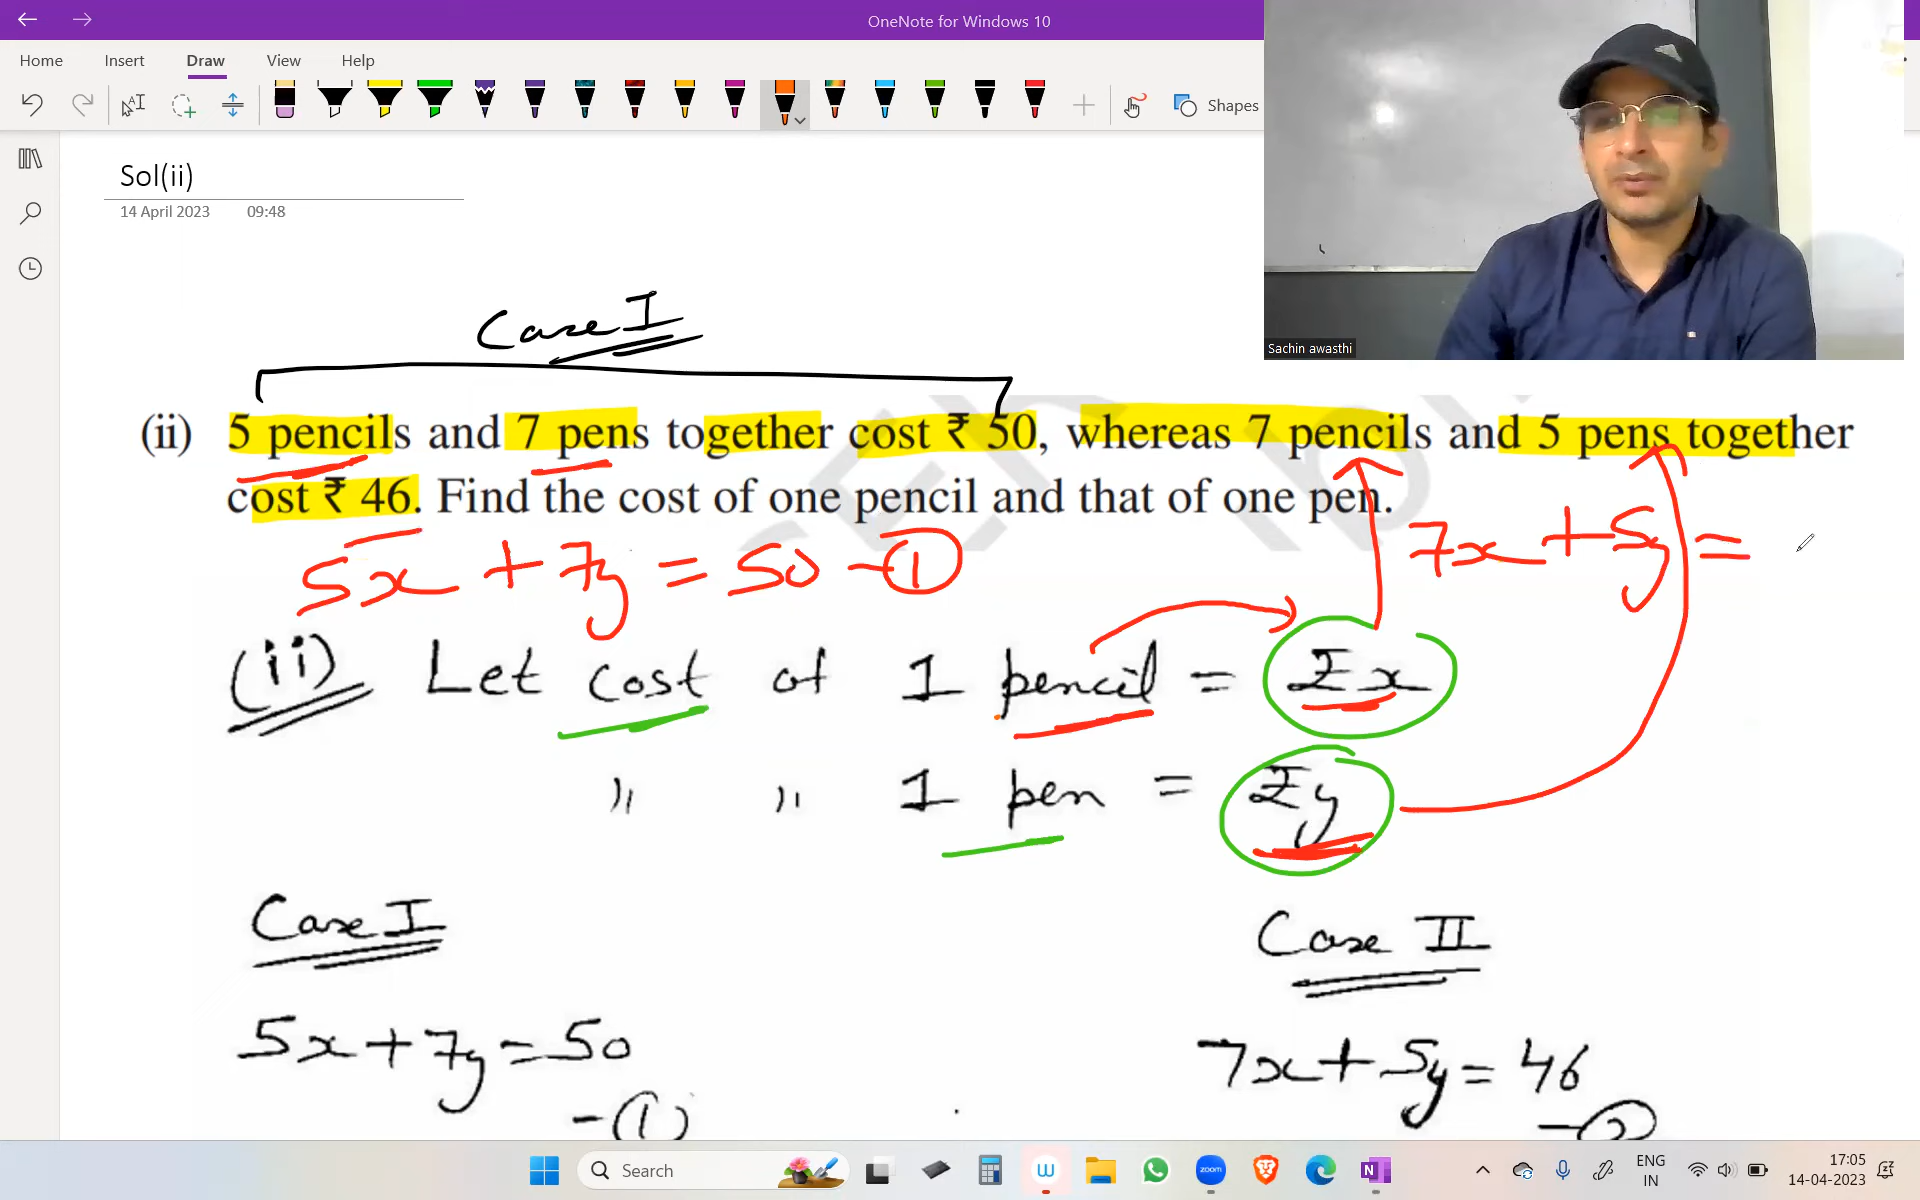 OneNote for Windows 10
Home Insert Draw View Help
Shapes
Sol(ii)
14 April 2023 09:48
Sachin awasthi
Case I
(ii) 5 pencils and 7 pens together cost ₹ 50, whereas 7 pencils and 5 pens together
cost ₹ 46. Find the cost of one pencil and that of one pen.
5x + 7y = 50 -①
7x + 5y =
(ii) Let cost of 1 pencil = ₹x
" " 1 pen = ₹y
Case I
Case II
5x + 7y = 50
-(1)
7x + 5y = 46
-②
Search
zoom
ENG
IN
17:05
14-04-2023